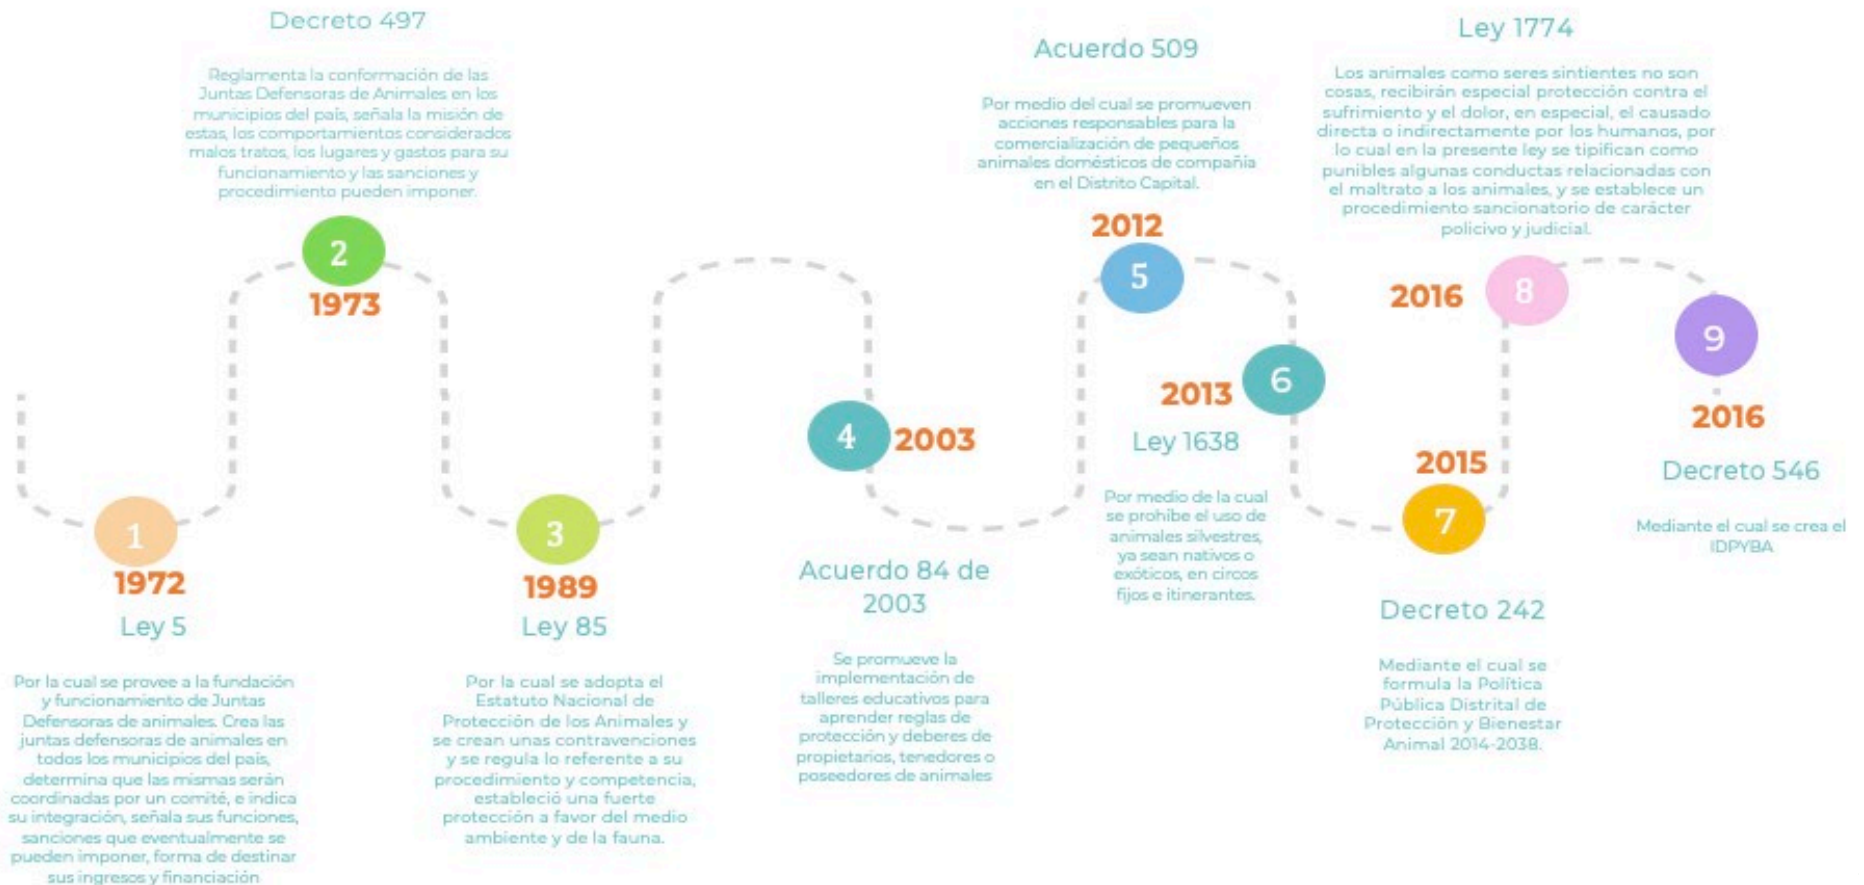 Decreto 497
Reglamenta la conformación de las
Juntas Defensoras de Animales en los
municipios del país, señala la misión de
estas, los comportamientos considerados
malos tratos, los lugares y gastos para su
funcionamiento y las sanciones y
procedimiento pueden imponer.
2
1973
1
1972
Ley 5
Por la cual se provee a la fundación
y funcionamiento de Juntas
Defensoras de animales. Crea las
juntas defensoras de animales en
todos los municipios del país,
determina que las mismas serán
coordinadas por un comité, e indica
su integración, señala sus funciones,
sanciones que eventualmente se
pueden imponer, forma de destinar
sus ingresos y financiación
3
1989
Ley 85
Por la cual se adopta el
Estatuto Nacional de
Protección de los Animales y
se crean unas contravenciones
y se regula lo referente a su
procedimiento y competencia,
estableció una fuerte
protección a favor del medio
ambiente y de la fauna.
4
2003
Acuerdo 84 de
2003
Se promueve la
implementación de
talleres educativos para
aprender reglas de
protección y deberes de
propietarios, tenedores o
poseedores de animales
Acuerdo 509
Por medio del cual se promueven
acciones responsables para la
comercialización de pequeños
animales domésticos de compañía
en el Distrito Capital.
2012
5
6
2013
Ley 1638
Por medio de la cual
se prohíbe el uso de
animales silvestres,
ya sean nativos o
exóticos, en circos
fijos e itinerantes.
2015
7
Decreto 242
Mediante el cual se
formula la Política
Pública Distrital de
Protección y Bienestar
Animal 2014-2038.
Ley 1774
Los animales como seres sintientes no son
cosas, recibirán especial protección contra el
sufrimiento y el dolor, en especial, el causado
directa o indirectamente por los humanos, por
lo cual en la presente ley se tipifican como
punibles algunas conductas relacionadas con
el maltrato a los animales, y se establece un
procedimiento sancionatorio de carácter
policivo y judicial.
2016
8
9
2016
Decreto 546
Mediante el cual se crea el
IDPYBA